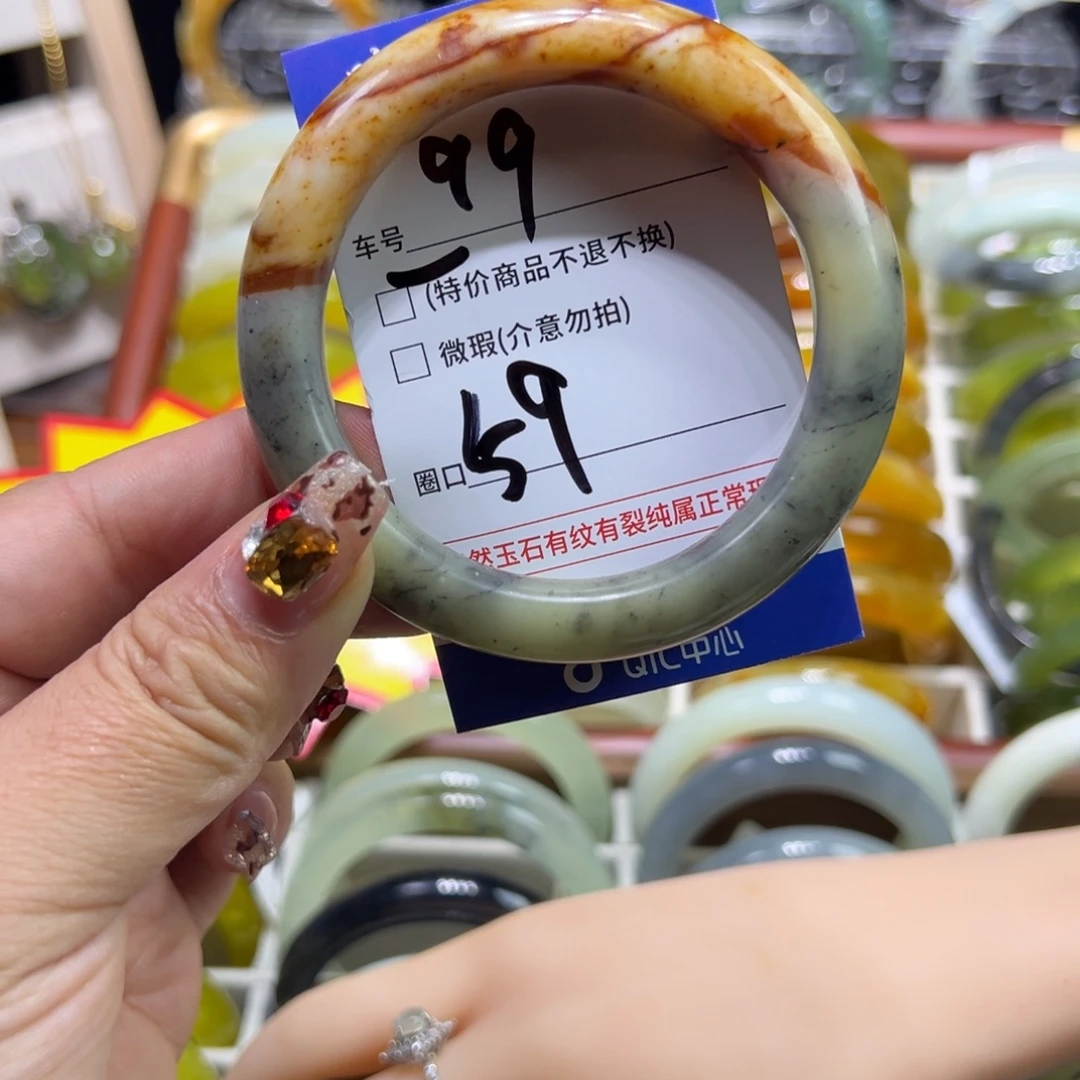 99
车号
(特价商品不退不换)
微瑕(介意勿拍)
圈口 59
然玉石有纹有裂纯属正常现
QIC中心